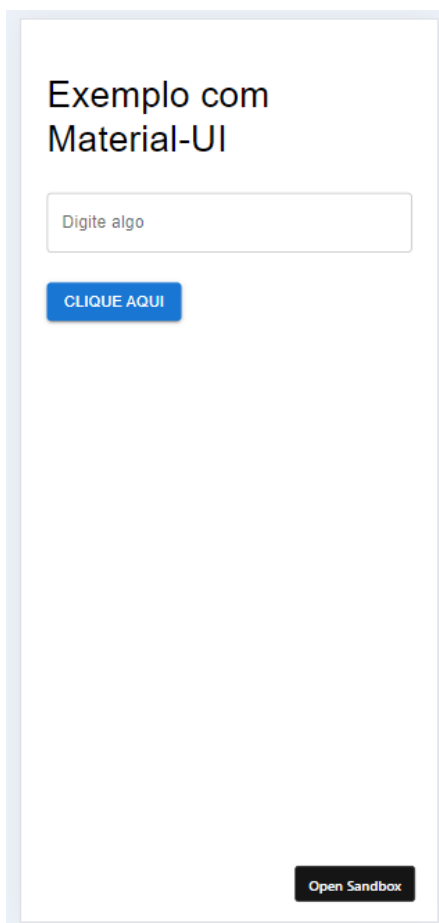 Exemplo com
Material-UI
Digite algo
CLIQUE AQUI
Open Sandbox